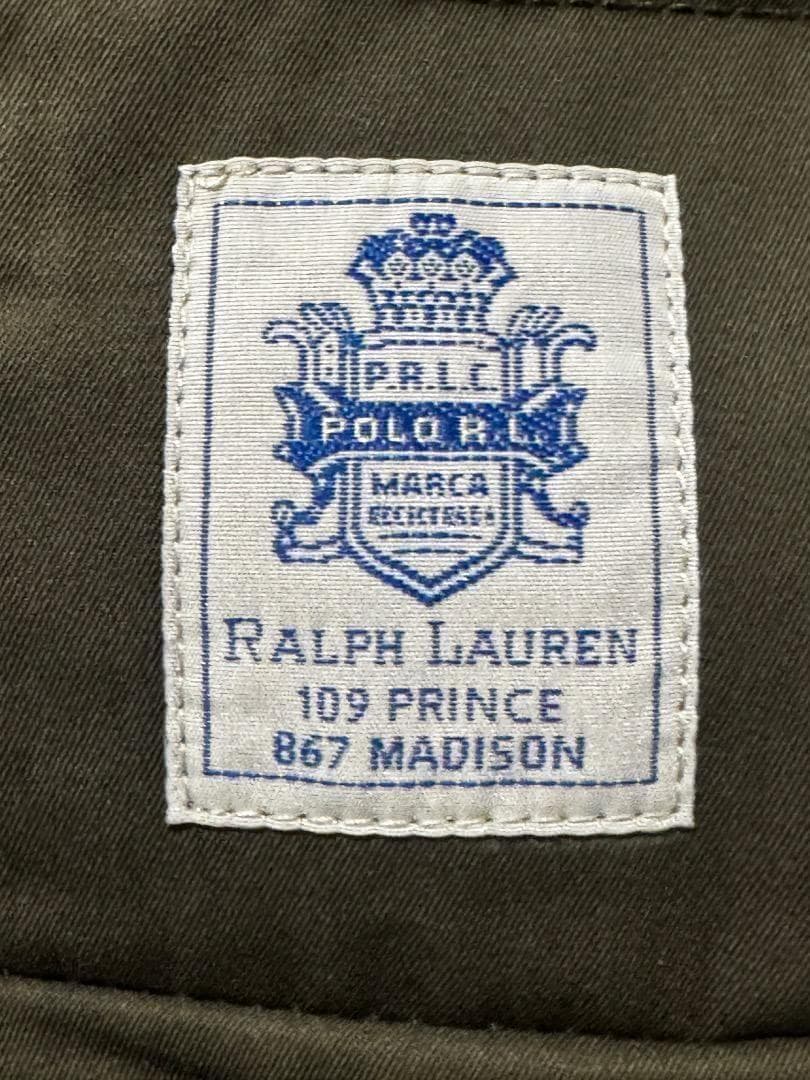 P.R.L.C.
POLO R.L.
MARCA
RALPH LAUREN
109 PRINCE
867 MADISON